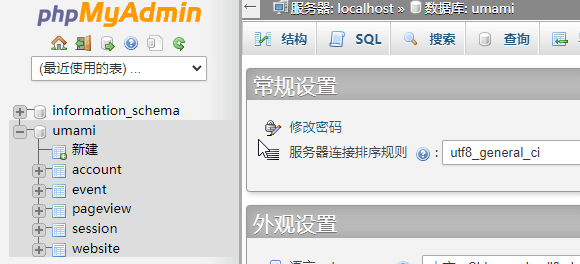 phpMyAdmin
(最近使用的表) ...
information_schema
umami
新建
account
event
pageview
session
website
服务器: localhost » 数据库: umami
结构 SQL 搜索 查询
常规设置
修改密码
服务器连接排序规则 : utf8_general_ci
外观设置